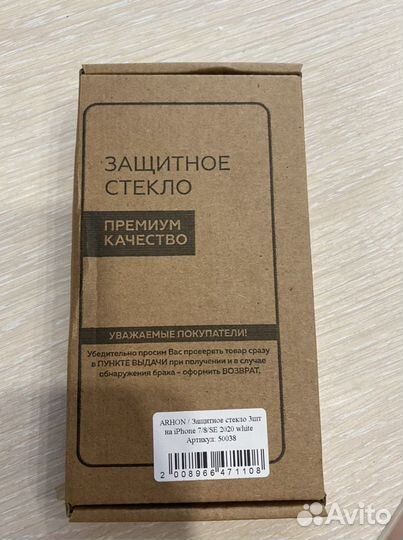 ЗАЩИТНОЕ
СТЕКЛО
ПРЕМИУМ
КАЧЕСТВО
УВАЖАЕМЫЕ ПОКУПАТЕЛИ!
Убедительно просим Вас проверять товар сразу
в ПУНКТЕ ВЫДАЧИ при получении и в случае
обнаружения брака - оформить ВОЗВРАТ.
ARHON / Защитное стекло 3шт
на iPhone 7/8/SE 2020 white
Артикул: 50038
2 008966 471108
Avito